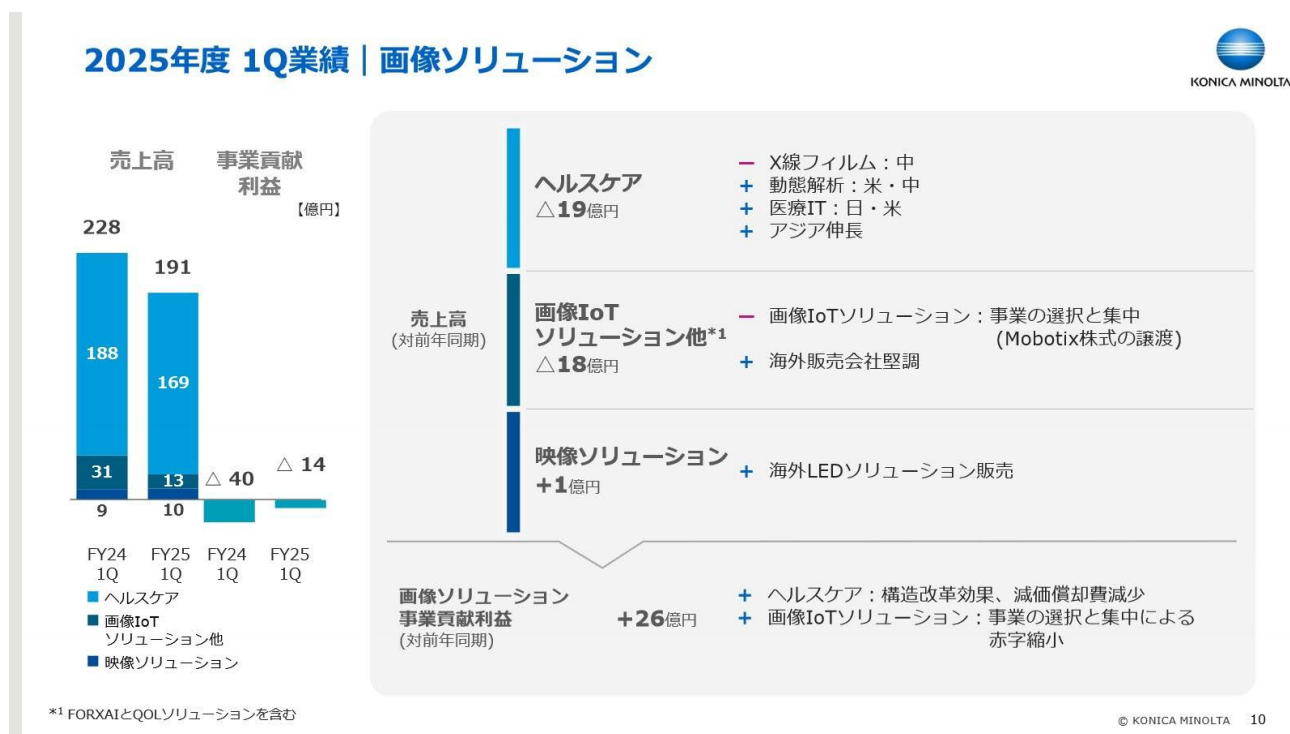 2025年度 1Q業績｜画像ソリューション
KONICA MINOLTA
売上高
事業貢献
利益
【億円】
228
191
188
169
31
13
△ 40
△ 14
9
10
FY24
1Q
FY25
1Q
FY24
1Q
FY25
1Q
ヘルスケア
画像IoT
ソリューション他
映像ソリューション
売上高
(対前年同期)
ヘルスケア
△19億円
− X線フィルム：中
+ 動態解析：米・中
+ 医療IT：日・米
+ アジア伸長
画像IoT
ソリューション他*1
△18億円
− 画像IoTソリューション：事業の選択と集中
(Mobotix株式の譲渡)
+ 海外販売会社堅調
映像ソリューション
+1億円
+ 海外LEDソリューション販売
画像ソリューション
事業貢献利益
(対前年同期)
+26億円
+ ヘルスケア：構造改革効果、減価償却費減少
+ 画像IoTソリューション：事業の選択と集中による
赤字縮小
*1 FORXAIとQOLソリューションを含む
© KONICA MINOLTA 10